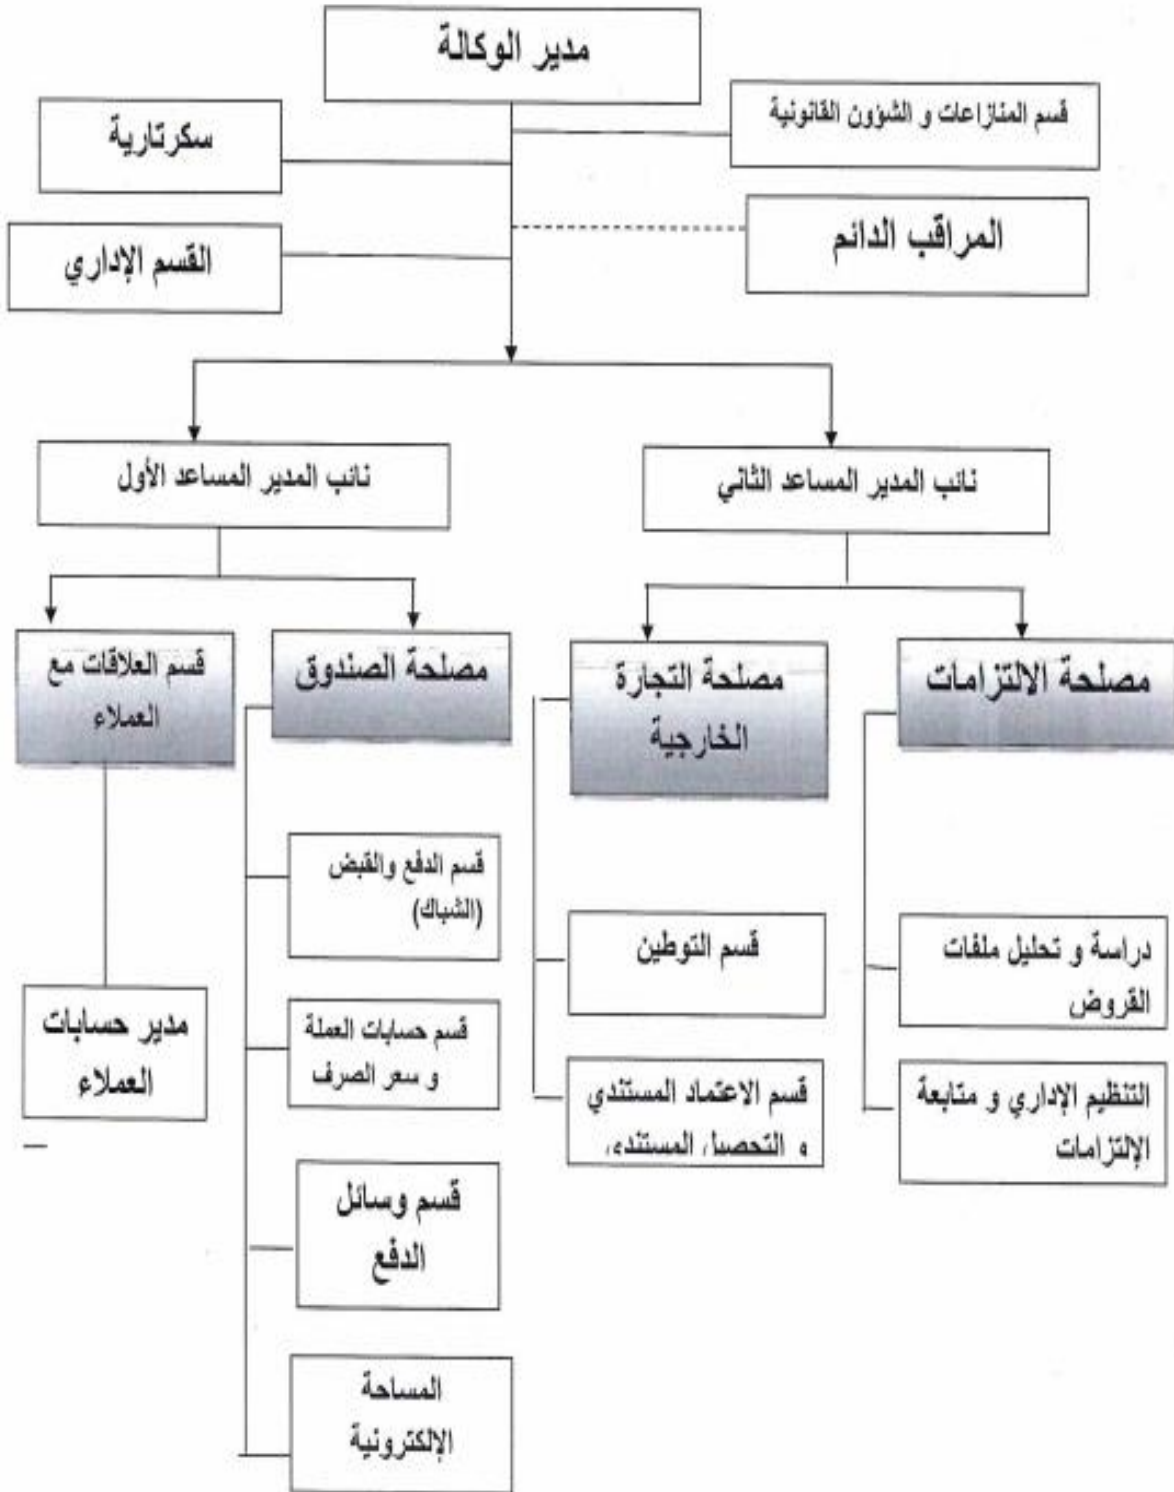 مدير الوكالة
قسم المنازاعات و الشؤون القانونية
سكرتارية
المراقب الدائم
القسم الإداري
نائب المدير المساعد الثاني
نائب المدير المساعد الأول
مصلحة الالتزامات
مصلحة التجارة
الخارجية
مصلحة الصندوق
قسم العلاقات مع
العملاء
قسم الدفع والقبض
(الشباك)
دراسة و تحليل ملفات
القروض
قسم التوطين
قسم حسابات العملة
و سعر الصرف
مدير حسابات
العملاء
التنظيم الإداري و متابعة
الإلتزامات
قسم الاعتماد المستندي
و التحصيل المستندي
قسم وسائل
الدفع
المساحة
الإلكترونية